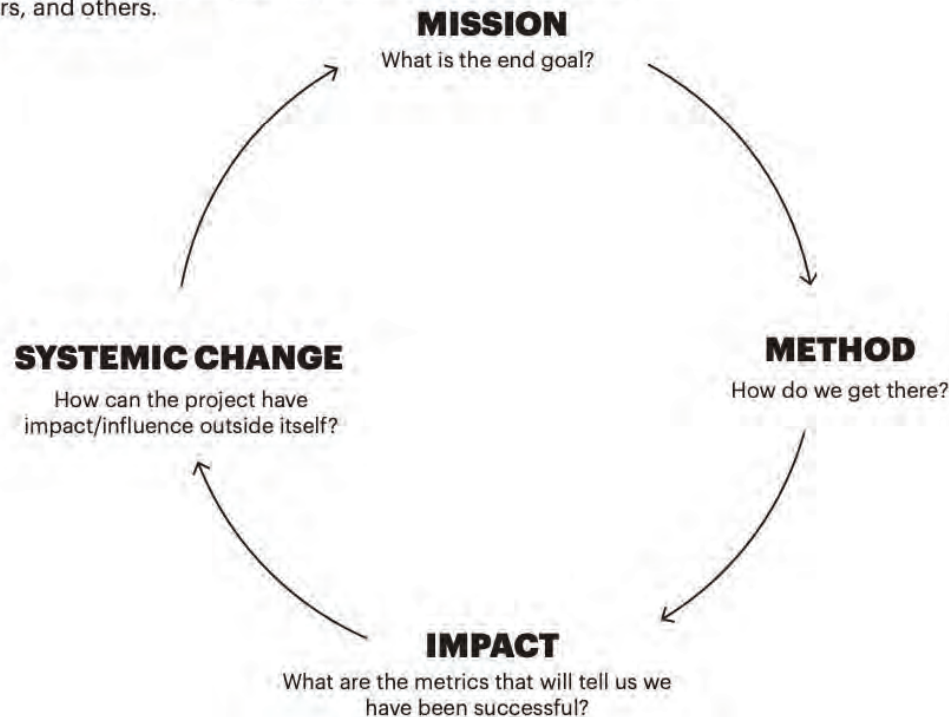 rs, and others.
MISSION
What is the end goal?
METHOD
How do we get there?
IMPACT
What are the metrics that will tell us we
have been successful?
SYSTEMIC CHANGE
How can the project have
impact/influence outside itself?